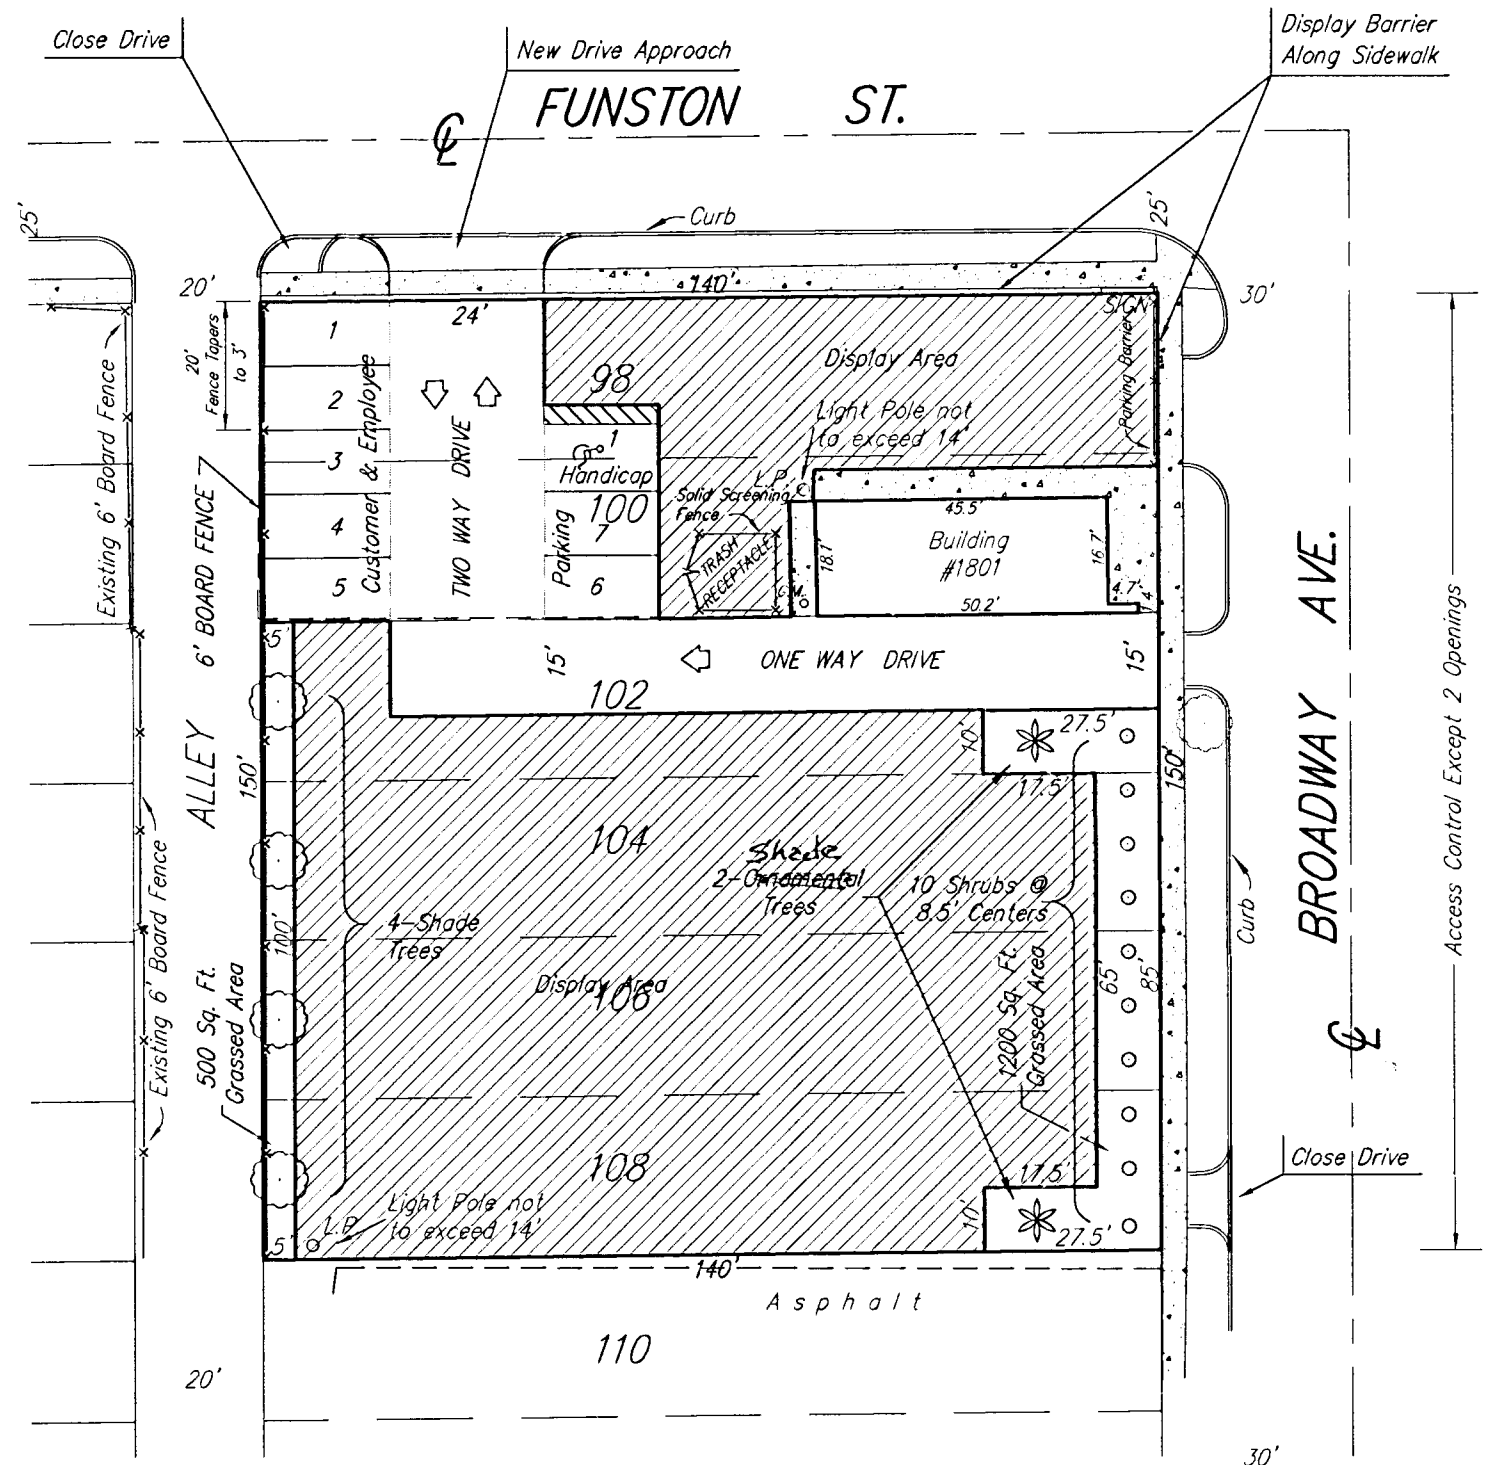 Close Drive
New Drive Approach
Display Barrier
Along Sidewalk
℄
FUNSTON ST.
25'
Curb
25'
20'
140'
30'
SIGN
20'
Fence Tapers
to 3'
1
2
3
4
5
Customer & Employee
24'
TWO WAY DRIVE
98
Display Area
Parking Barrier
Light Pole not
to exceed 14'
1
Handicap
100
7
6
Parking
L.P.
Solid Screening
Fence
TRASH
RECEPTACLE
G.M.
45.5'
18.1'
Building
#1801
16.7'
4.7'
50.2'
Existing 6' Board Fence
6' BOARD FENCE
ALLEY
5'
15'
ONE WAY DRIVE
15'
102
10'
27.5'
17.5'
150'
150'
104
Shade
2-Ornamental
Trees
10 Shrubs @
8.5' Centers
4-Shade
Trees
100'
Display Area
106
500 Sq. Ft.
Grassed Area
Existing 6' Board Fence
1200 Sq. Ft.
Grassed Area
65'
85'
Curb
BROADWAY AVE.
℄
Access Control Except 2 Openings
108
17.5'
10'
27.5'
Close Drive
Light Pole not
to exceed 14'
L.P.
5'
140'
Asphalt
110
20'
30'